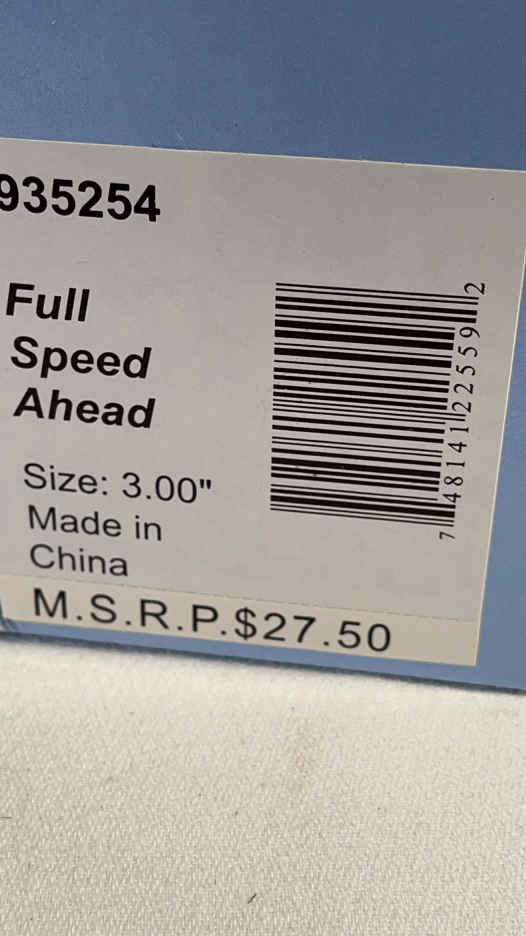 935254
Full
Speed
Ahead
Size: 3.00"
Made in
China
M.S.R.P.$27.50
7 48141 22559 2